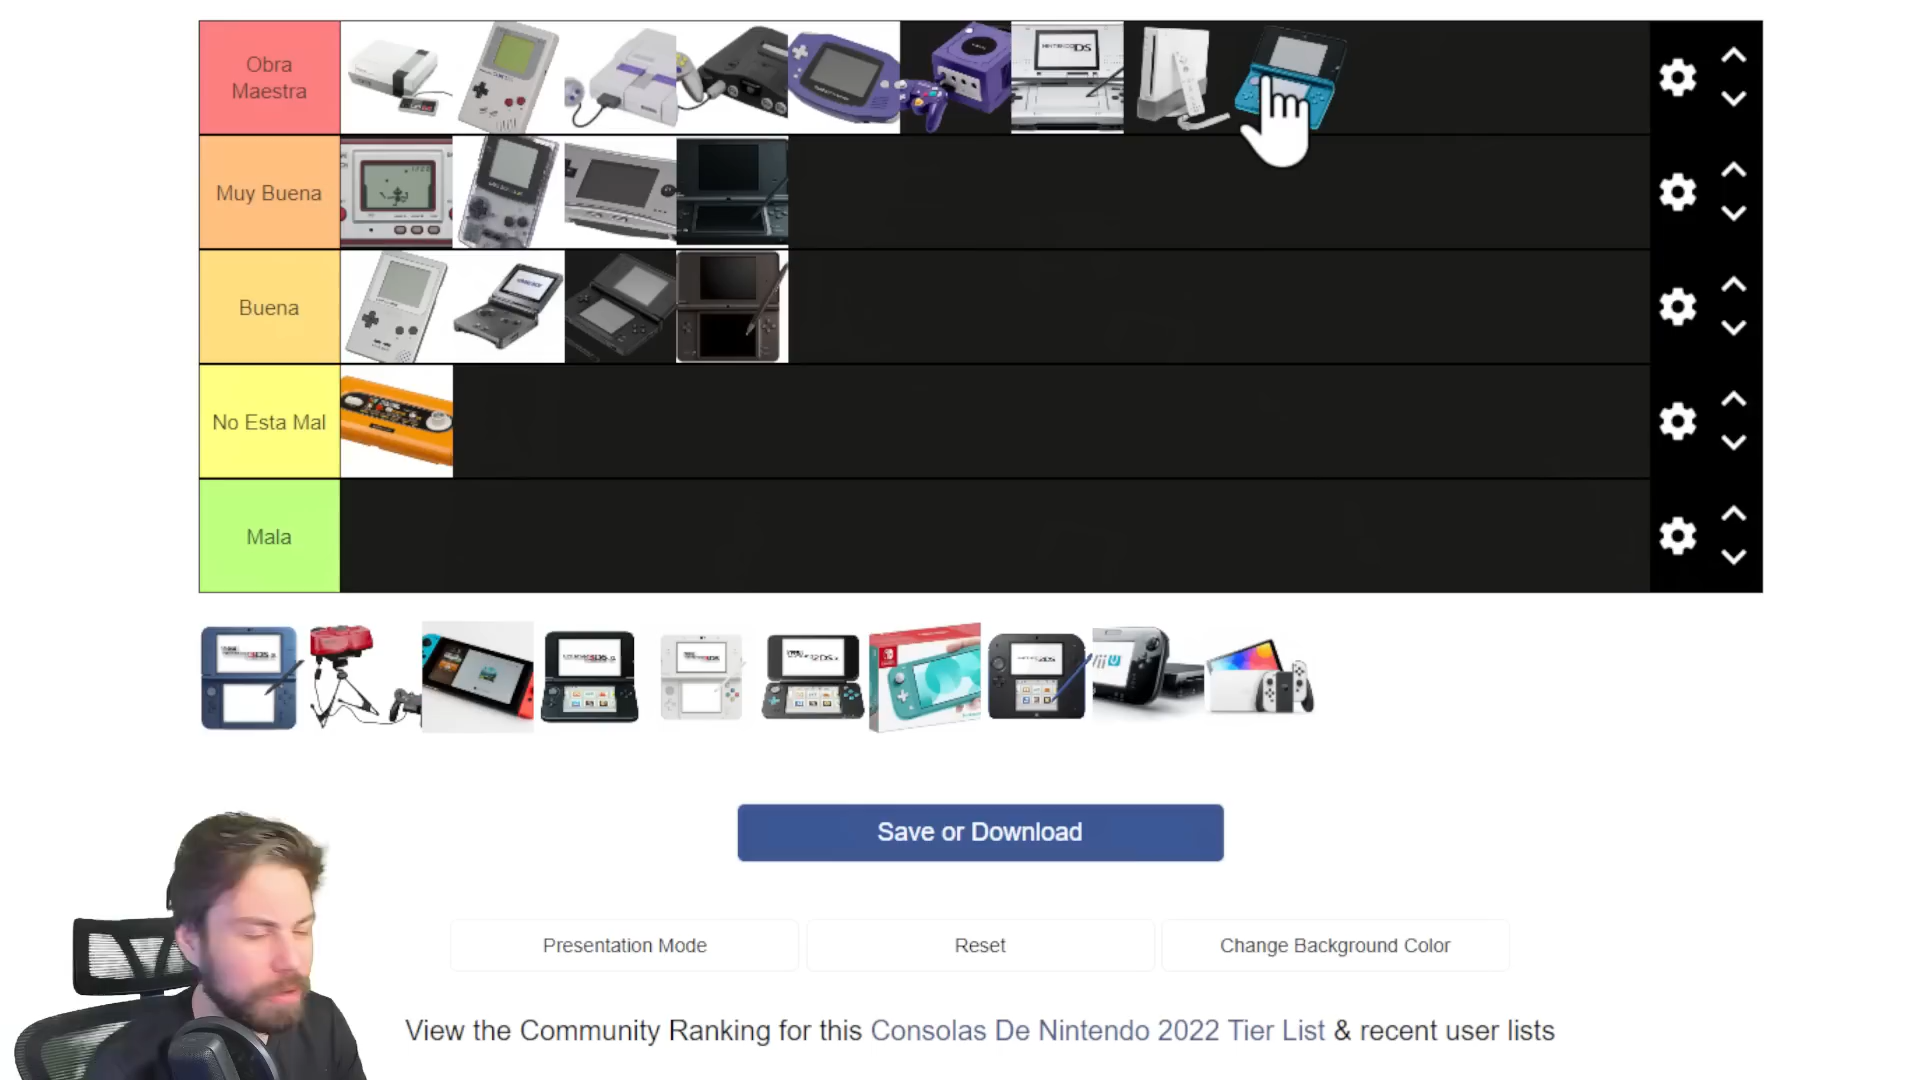 Obra
Maestra
NINTENDODS
Muy Buena
Buena
No Esta Mal
Mala
Save or Download
Presentation Mode
Reset
Change Background Color
View the Community Ranking for this Consolas De Nintendo 2022 Tier List & recent user lists